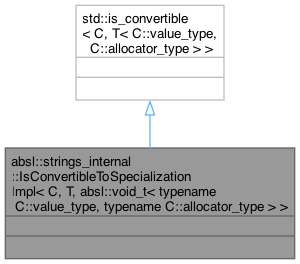 std::is_convertible
< C, T< C::value_type,
C::allocator_type > >
absl::strings_internal
::IsConvertibleToSpecialization
Impl< C, T, absl::void_t< typename
C::value_type, typename C::allocator_type > >